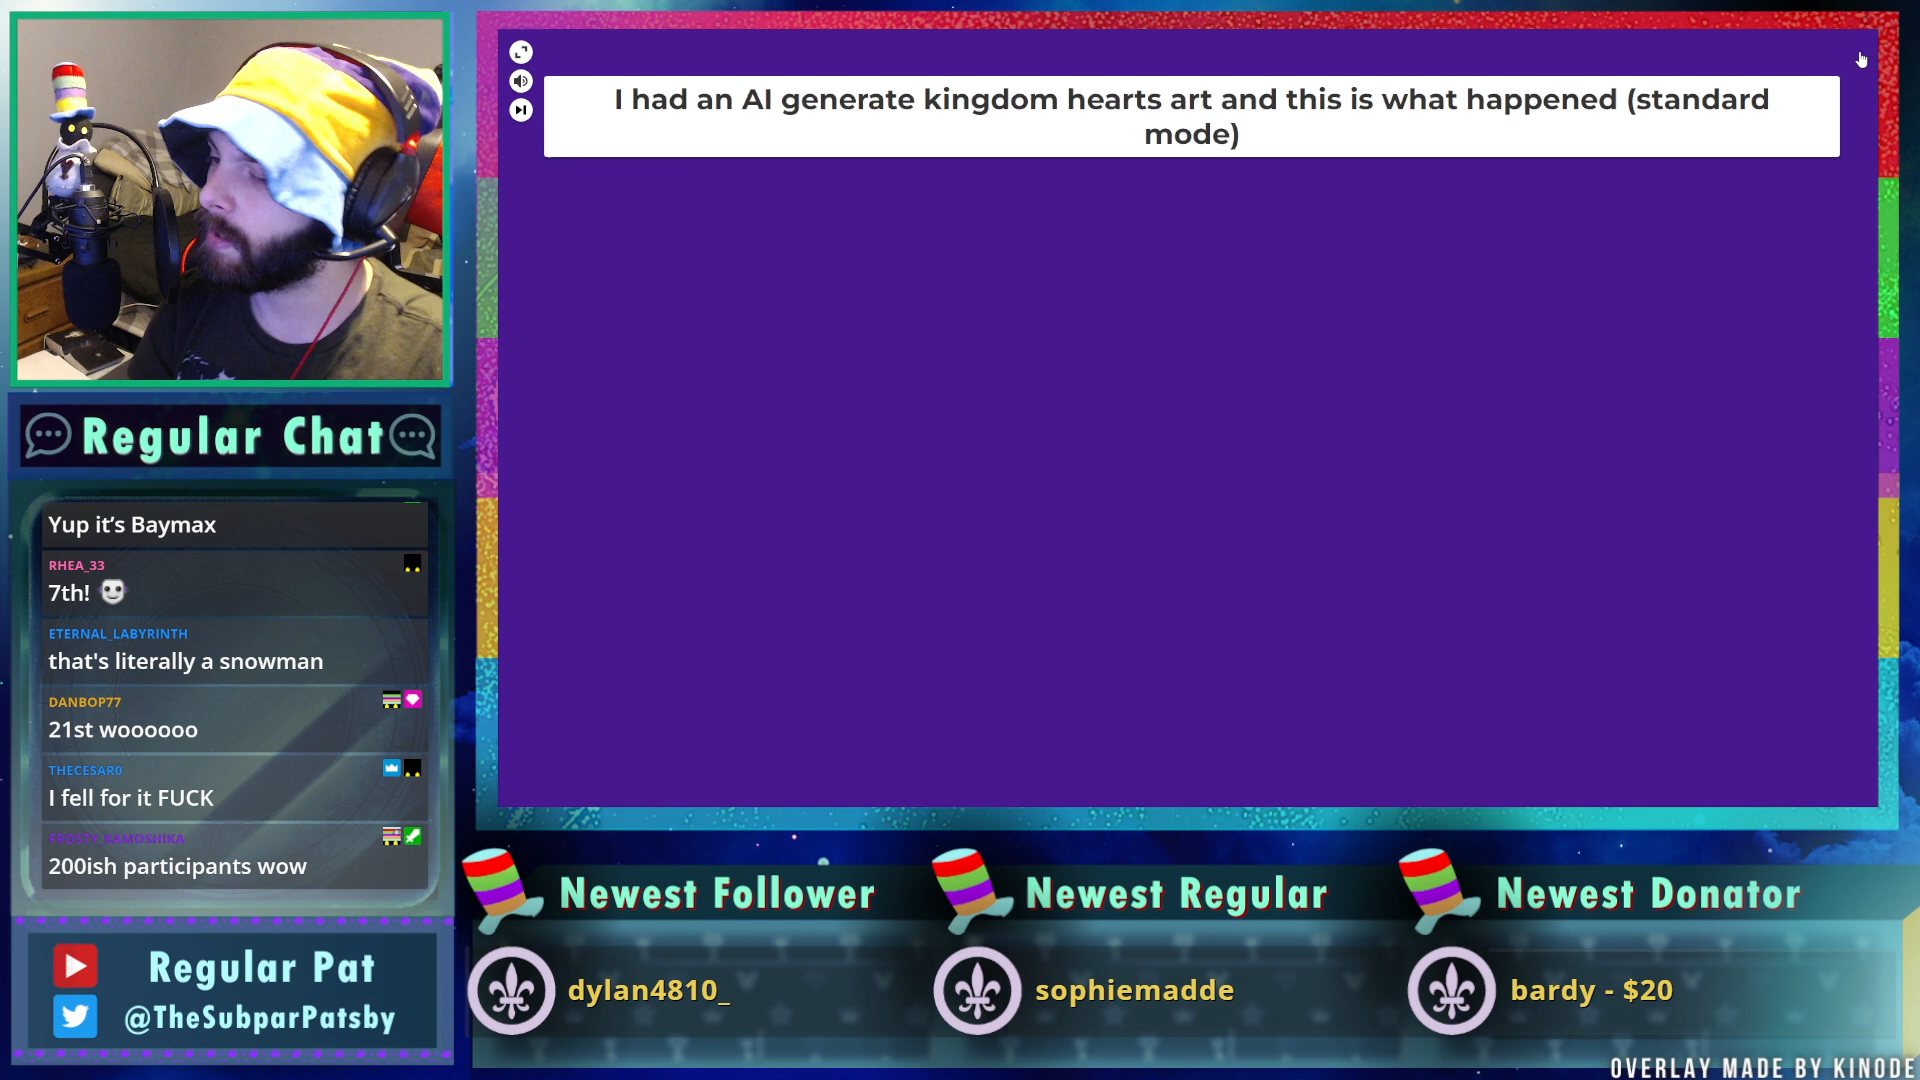 I had an AI generate kingdom hearts art and this is what happened (standard
mode)
Regular Chat
Yup it’s Baymax
RHEA_33
7th!
ETERNAL_LABYRINTH
that's literally a snowman
DANBOP77
21st woooooo
THECESAR0
I fell for it FUCK
FROSTY_KAMOSHIKA
200ish participants wow
Regular Pat
@TheSubparPatsby
Newest Follower
dylan4810_
Newest Regular
sophiemadde
Newest Donator
bardy - $20
OVERLAY MADE BY KINODE